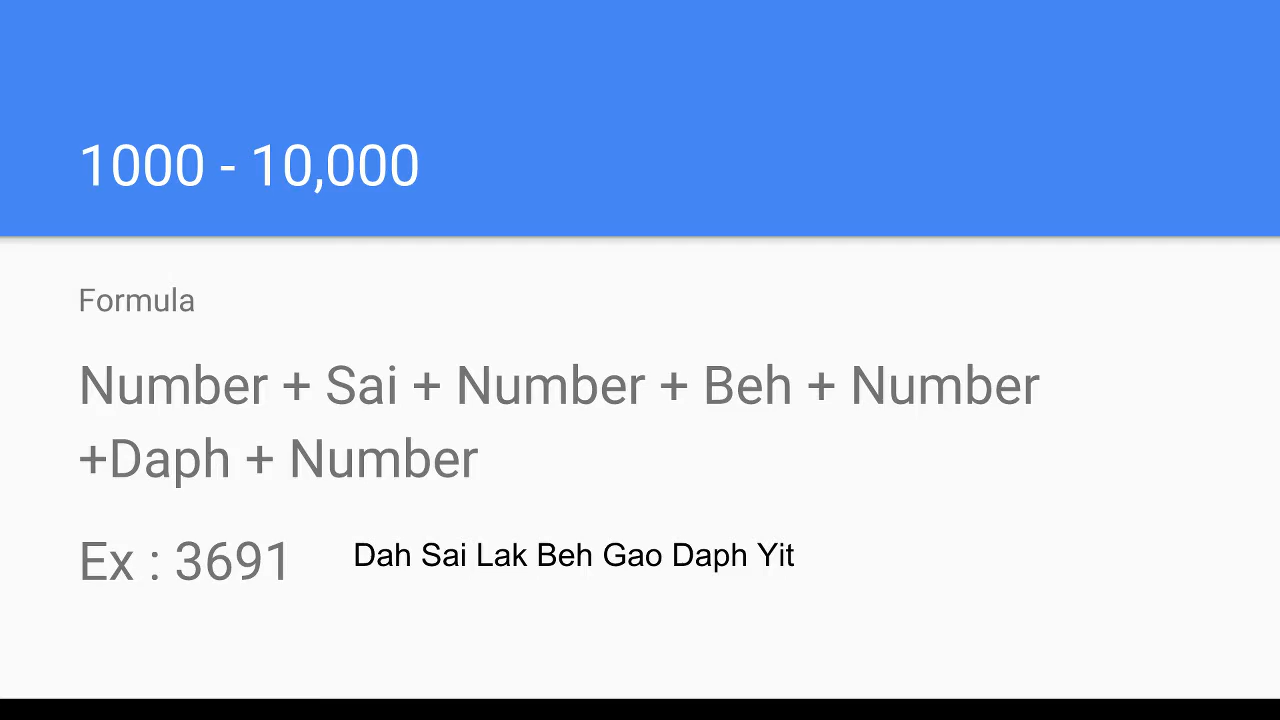 1000 - 10,000
Formula
Number + Sai + Number + Beh + Number
+Daph + Number
Ex : 3691 Dah Sai Lak Beh Gao Daph Yit